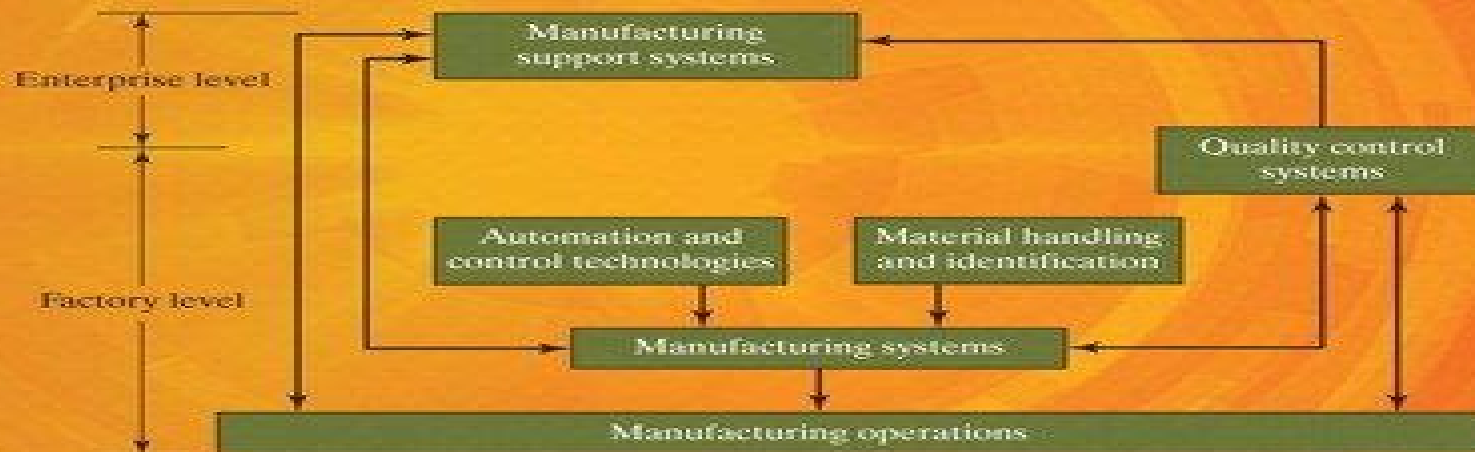 Manufacturing
support systems
Enterprise level
Quality control
systems
Automation and
control technologies
Material handling
and identification
Factory level
Manufacturing systems
Manufacturing operations